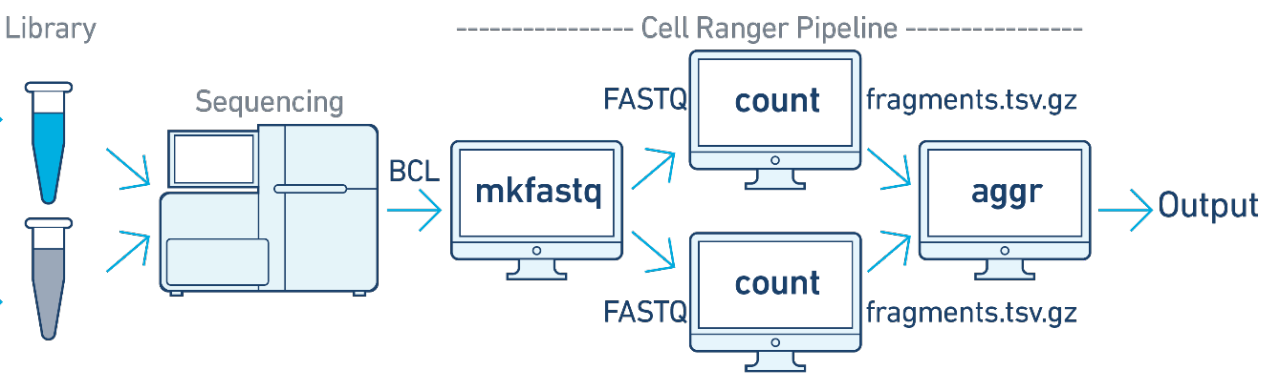 Library
--------------- Cell Ranger Pipeline ---------------
Sequencing
FASTQ
count
fragments.tsv.gz
BCL
mkfastq
aggr
Output
count
FASTQ
fragments.tsv.gz